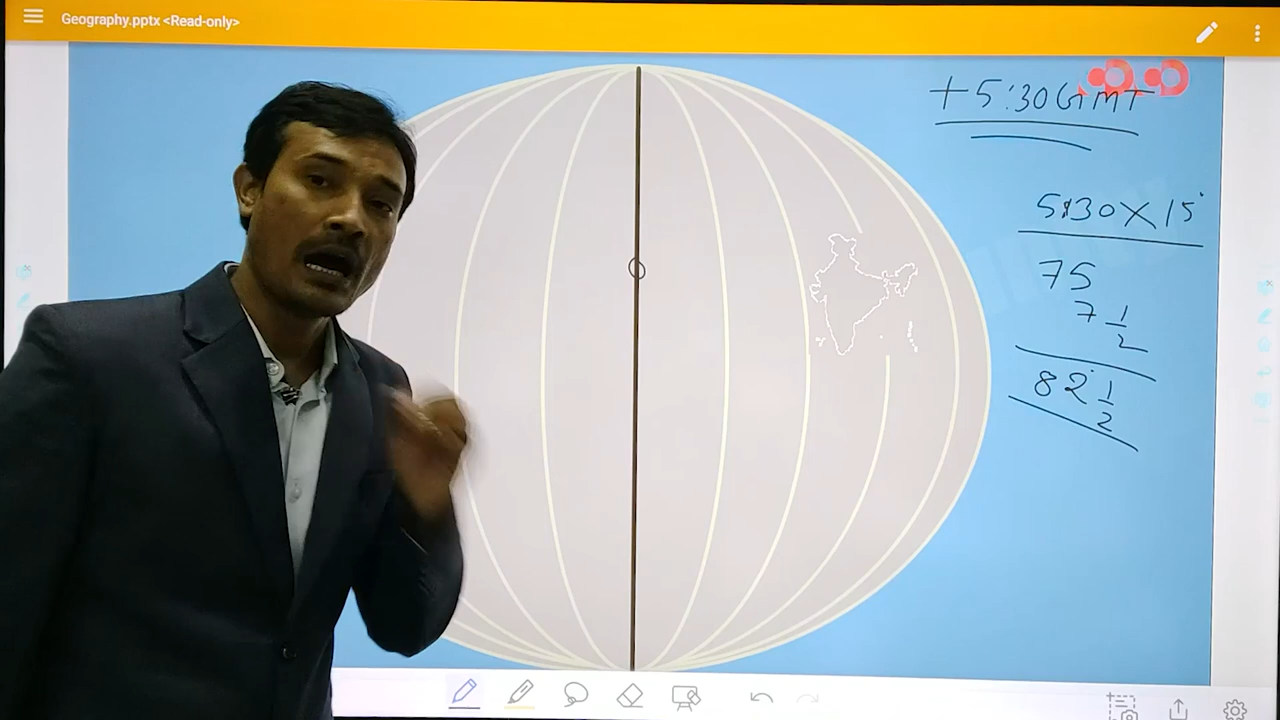 Geography.pptx <Read-only>
+5:30 GMT
5:30 X 15°
75
7 1/2
82° 1/2